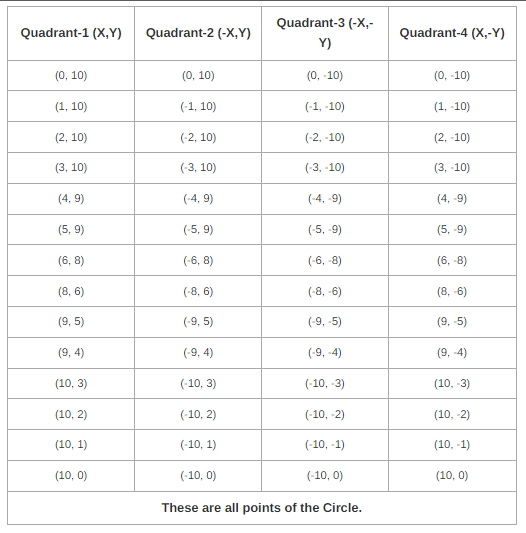 Quadrant-1 (X,Y) Quadrant-2 (-X,Y) Quadrant-3 (-X,-
Y) Quadrant-4 (X,-Y)
(0, 10) (0, 10) (0, -10) (0, -10)
(1, 10) (-1, 10) (-1, -10) (1, -10)
(2, 10) (-2, 10) (-2, -10) (2, -10)
(3, 10) (-3, 10) (-3, -10) (3, -10)
(4, 9) (-4, 9) (-4, -9) (4, -9)
(5, 9) (-5, 9) (-5, -9) (5, -9)
(6, 8) (-6, 8) (-6, -8) (6, -8)
(8, 6) (-8, 6) (-8, -6) (8, -6)
(9, 5) (-9, 5) (-9, -5) (9, -5)
(9, 4) (-9, 4) (-9, -4) (9, -4)
(10, 3) (-10, 3) (-10, -3) (10, -3)
(10, 2) (-10, 2) (-10, -2) (10, -2)
(10, 1) (-10, 1) (-10, -1) (10, -1)
(10, 0) (-10, 0) (-10, 0) (10, 0)
These are all points of the Circle.